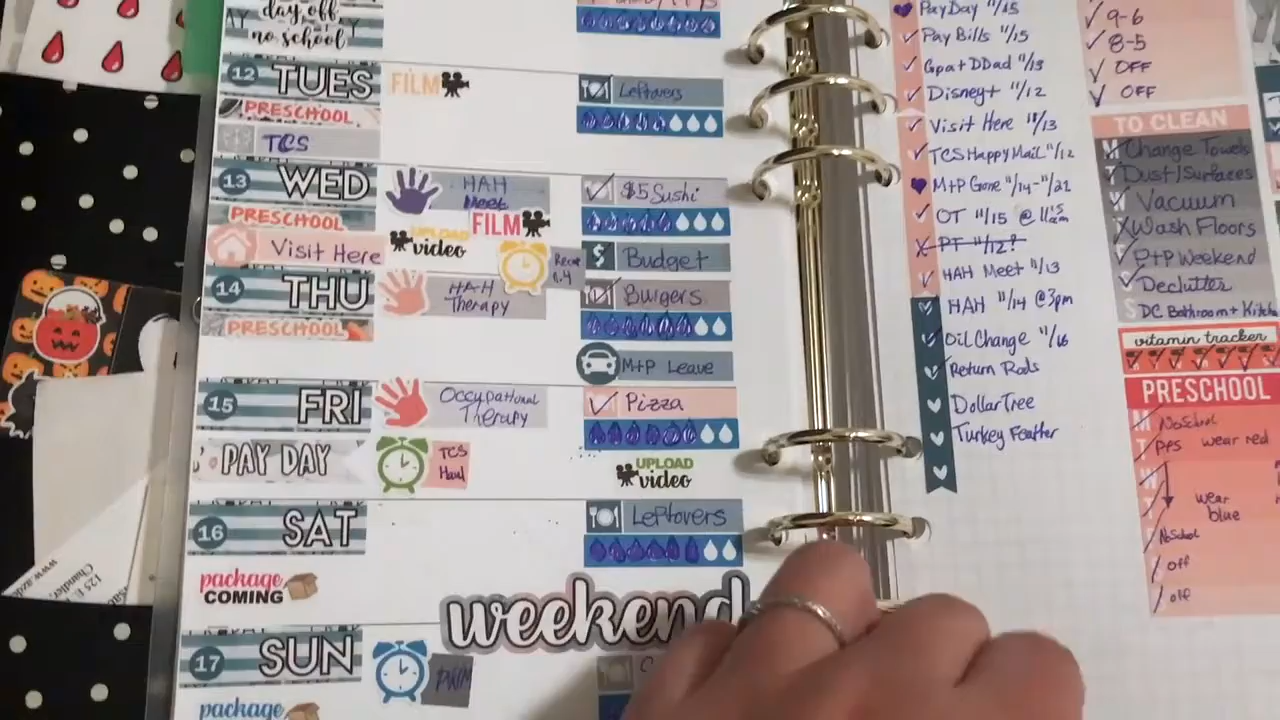 day off,
no school
12 TUES
PRESCHOOL
TCS
FILM
Leftovers
13 WED
PRESCHOOL
Visit Here
HAH
Meet
FILM
UPLOAD
video
$5 Sushi
$ Budget
14 THU
PRESCHOOL
HAH
Therapy
Burgers
M+P Leave
15 FRI
PAY DAY
Occupational
Therapy
TCS
Pizza
UPLOAD
video
16 SAT
package
COMING
Leftovers
weekend
17 SUN
package
PayDay 11/15
Pay Bills 11/15
Gpa + DDad 11/13
Disney+ 11/12
Visit Here 11/13
TCS Happy Mail 11/12
M+P Gone 11/14-11/21
OT 11/15 @ 11:15am
PT 11/12?
HAH Meet 11/13
HAH 11/14 @3pm
Oil Change 11/16
Return Rods
Dollar Tree
Turkey Feather
9-6
8-5
OFF
OFF
TO CLEAN
Change Towels
Dust/Surfaces
Vacuum
Wash Floors
P+P Weekend
Declutter
DC Bathroom + Kitch
vitamin tracker
PRESCHOOL
No School
PPS wear red
wear
blue
No School
off
off
125 E.
Chandler,